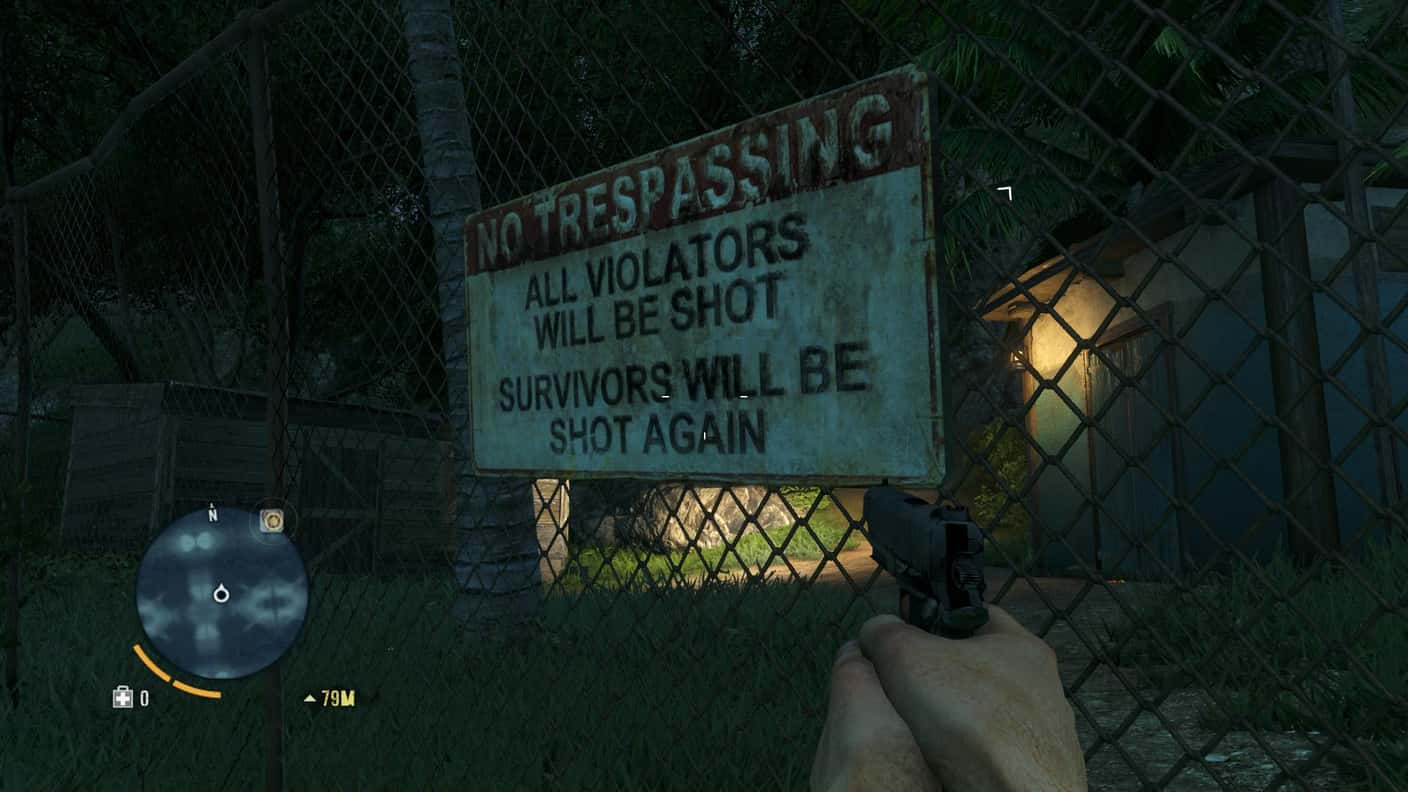 NO TRESPASSING
ALL VIOLATORS
WILL BE SHOT
SURVIVORS WILL BE
SHOT AGAIN
N
0
79M